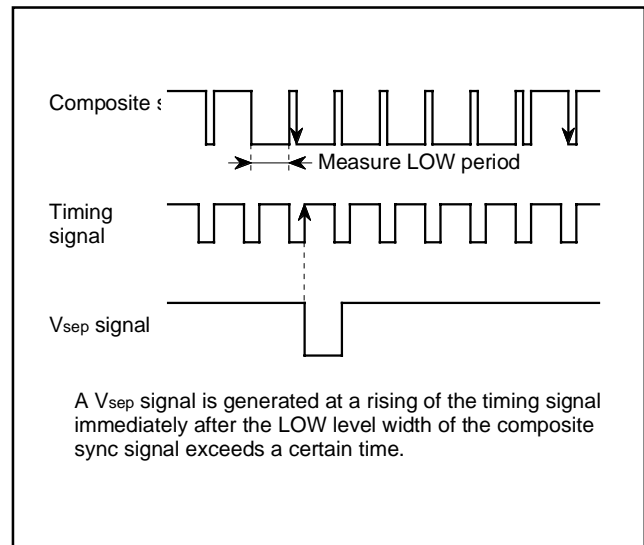 Composite s
Measure LOW period
Timing
signal
Vsep signal
A Vsep signal is generated at a rising of the timing signal
immediately after the LOW level width of the composite
sync signal exceeds a certain time.